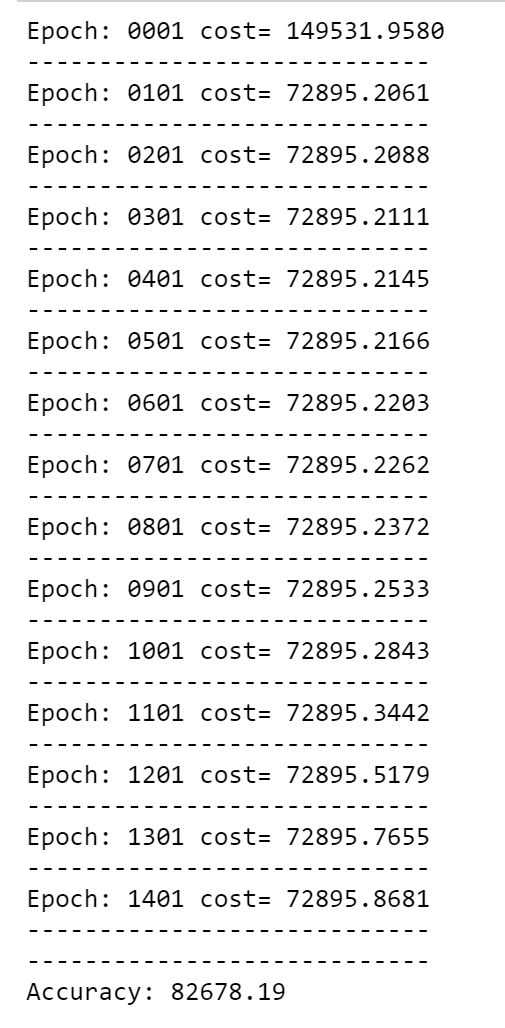 Epoch: 0001 cost= 149531.9580
----------------------------
Epoch: 0101 cost= 72895.2061
----------------------------
Epoch: 0201 cost= 72895.2088
----------------------------
Epoch: 0301 cost= 72895.2111
----------------------------
Epoch: 0401 cost= 72895.2145
----------------------------
Epoch: 0501 cost= 72895.2166
----------------------------
Epoch: 0601 cost= 72895.2203
----------------------------
Epoch: 0701 cost= 72895.2262
----------------------------
Epoch: 0801 cost= 72895.2372
----------------------------
Epoch: 0901 cost= 72895.2533
----------------------------
Epoch: 1001 cost= 72895.2843
----------------------------
Epoch: 1101 cost= 72895.3442
----------------------------
Epoch: 1201 cost= 72895.5179
----------------------------
Epoch: 1301 cost= 72895.7655
----------------------------
Epoch: 1401 cost= 72895.8681
----------------------------
----------------------------
Accuracy: 82678.19